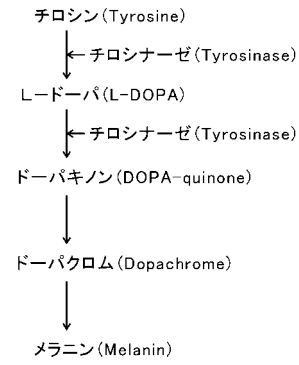 チロシン(Tyrosine)
チロシナーゼ(Tyrosinase)
L－ドーパ(L-DOPA)
チロシナーゼ(Tyrosinase)
ドーパキノン(DOPA-quinone)
ドーパクロム(Dopachrome)
メラニン(Melanin)